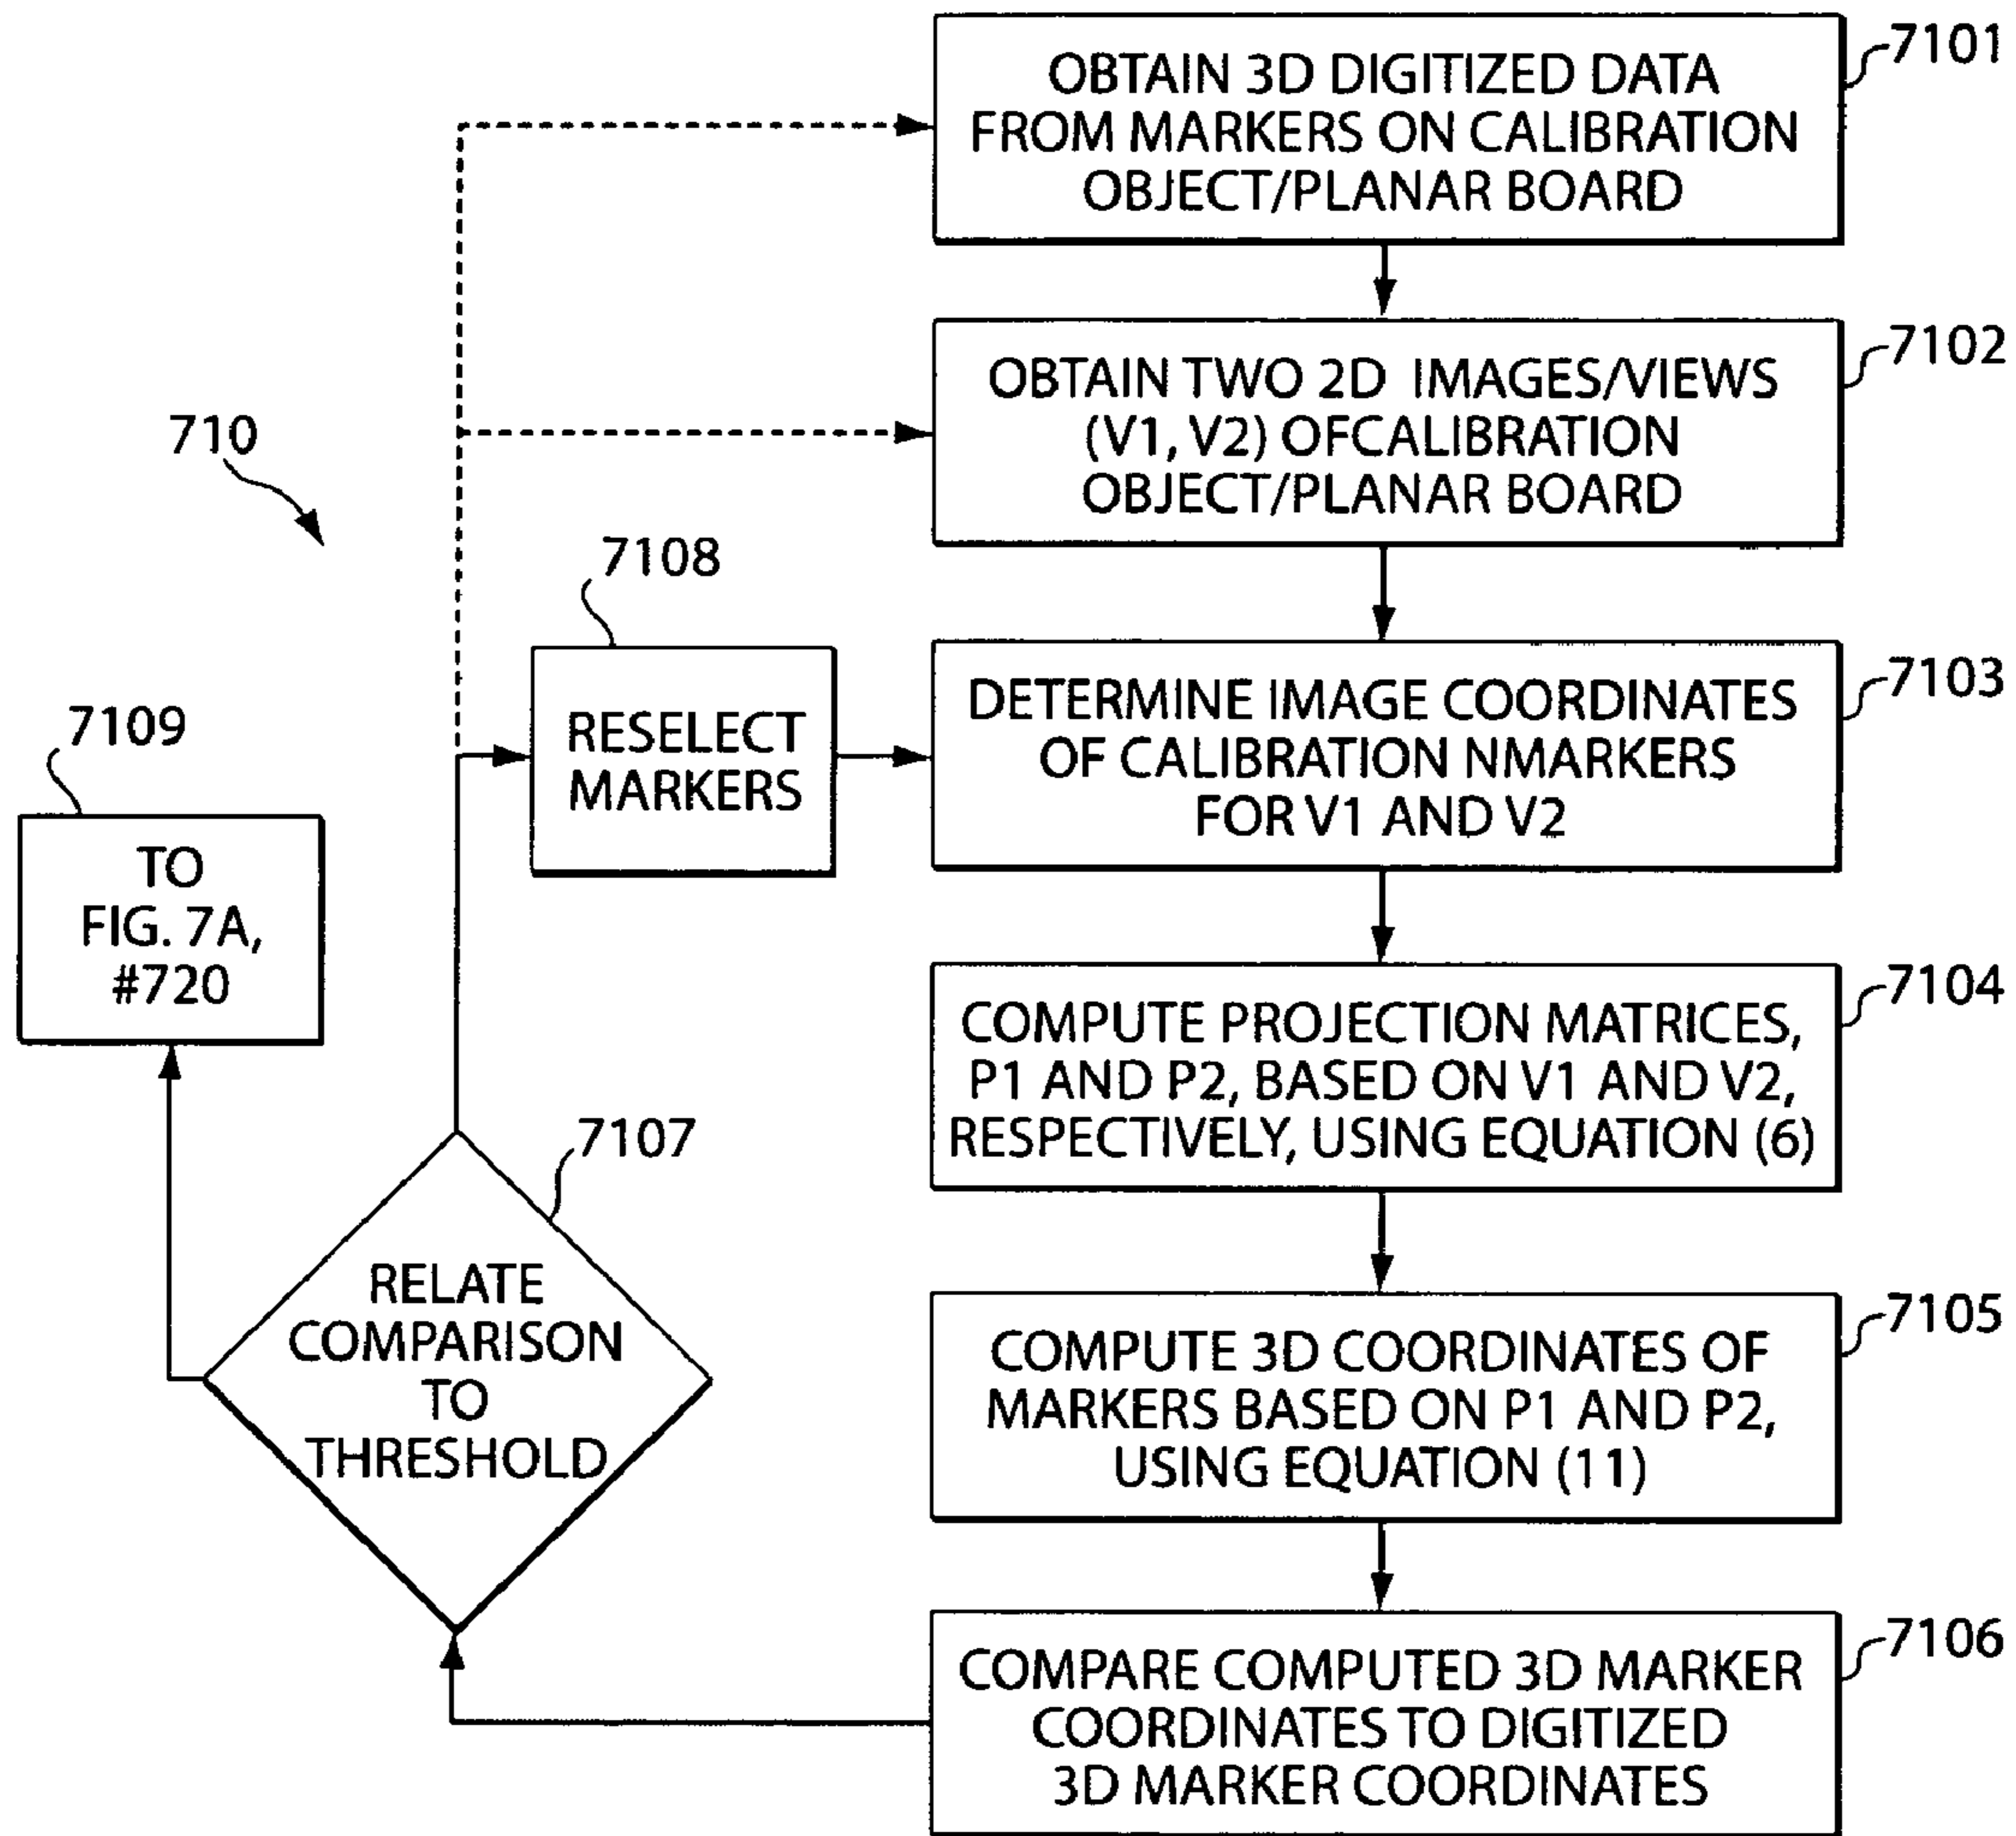 7101
OBTAIN 3D DIGITIZED DATA
FROM MARKERS ON CALIBRATION
OBJECT/PLANAR BOARD
7102
OBTAIN TWO 2D IMAGES/VIEWS
(V1, V2) OFCALIBRATION
OBJECT/PLANAR BOARD
710
7108
RESELECT
MARKERS
7103
DETERMINE IMAGE COORDINATES
OF CALIBRATION NMARKERS
FOR V1 AND V2
7109
TO
FIG. 7A,
#720
7104
COMPUTE PROJECTION MATRICES,
P1 AND P2, BASED ON V1 AND V2,
RESPECTIVELY, USING EQUATION (6)
7107
RELATE
COMPARISON
TO
THRESHOLD
7105
COMPUTE 3D COORDINATES OF
MARKERS BASED ON P1 AND P2,
USING EQUATION (11)
7106
COMPARE COMPUTED 3D MARKER
COORDINATES TO DIGITIZED
3D MARKER COORDINATES